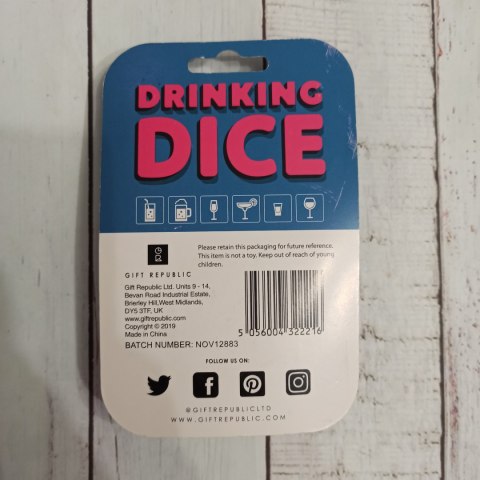 DRINKING
DICE
GIFT REPUBLIC
Please retain this packaging for future reference.
This item is not a toy. Keep out of reach of young
children.
Gift Republic Ltd. Units 9 - 14,
Bevan Road Industrial Estate,
Brierley Hill,West Midlands,
DY5 3TF, UK
www.giftrepublic.com
Copyright © 2019
Made in China
5 056004 322216
BATCH NUMBER: NOV12883
FOLLOW US ON:
@GIFTREPUBLICLTD
WWW.GIFTREPUBLIC.COM